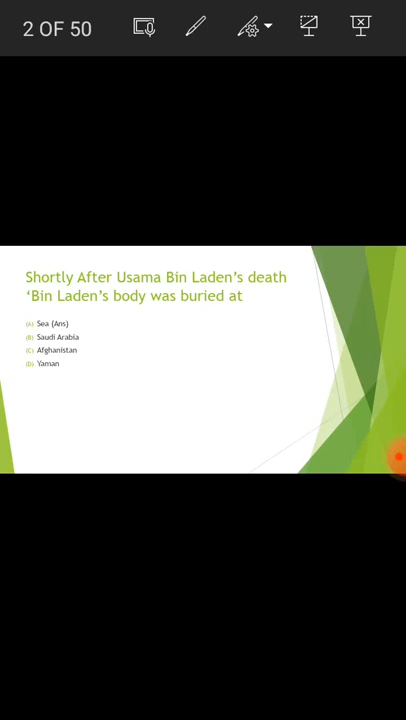 2 OF 50
Shortly After Usama Bin Laden's death
‘Bin Laden's body was buried at
(A) Sea (Ans)
(B) Saudi Arabia
(C) Afghanistan
(D) Yaman